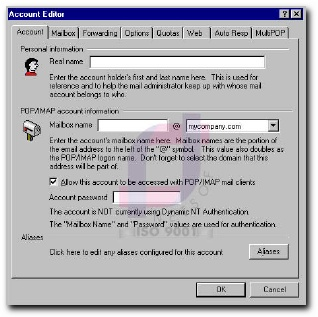 Account Editor
Account Mailbox Forwarding Options Quotas Web Auto Resp MultiPOP
Personal information
Real name
Enter the account holder's first and last name here. This is used for
reference and to help the mail administrator keep up with whose mail
account belongs to who.
POP/IMAP account information
Mailbox name @ mycompany.com
Enter the account's mailbox name here. Mailbox names are the portion of
the email address to the left of the "@" symbol. This value also doubles as
the POP/IMAP logon name. Don't forget to select the domain that this
address will be part of.
Allow this account to be accessed with POP/IMAP mail clients
Account password
The account is NOT currently using Dynamic NT Authentication.
The "Mailbox Name" and "Password" values are used for authentication.
ISO 9001
Aliases
Click here to edit any aliases configured for this account Aliases
OK Cancel